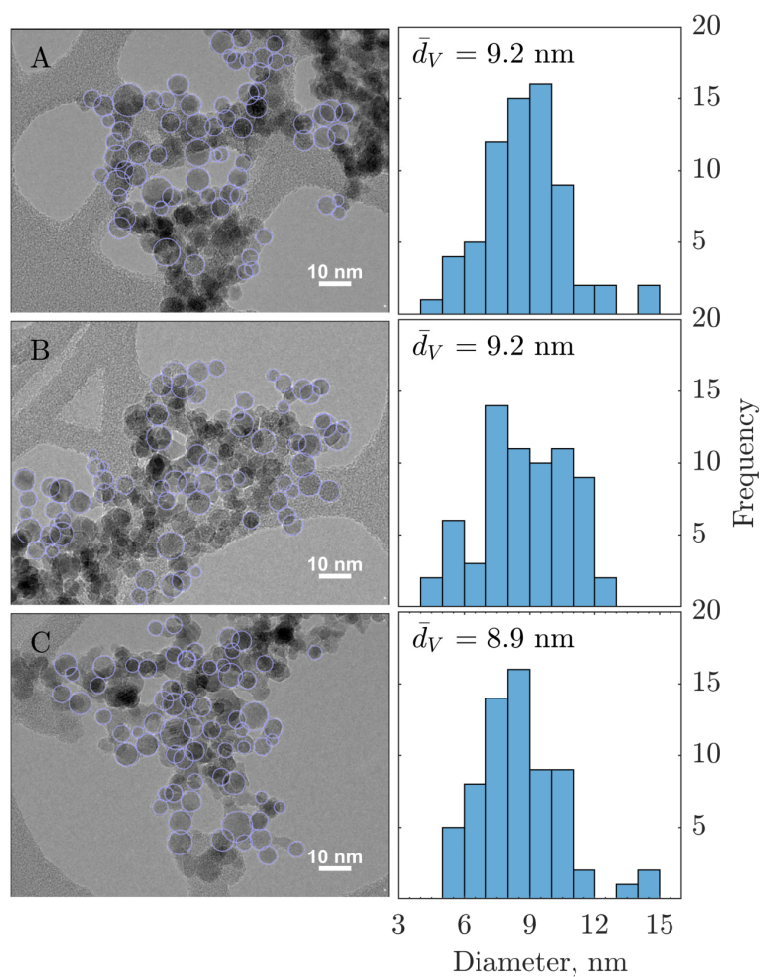 A
10 nm
d̄_V = 9.2 nm
20
15
10
5
B
10 nm
d̄_V = 9.2 nm
20
15
10
5
Frequency
C
10 nm
d̄_V = 8.9 nm
20
15
10
5
3 6 9 12 15
Diameter, nm